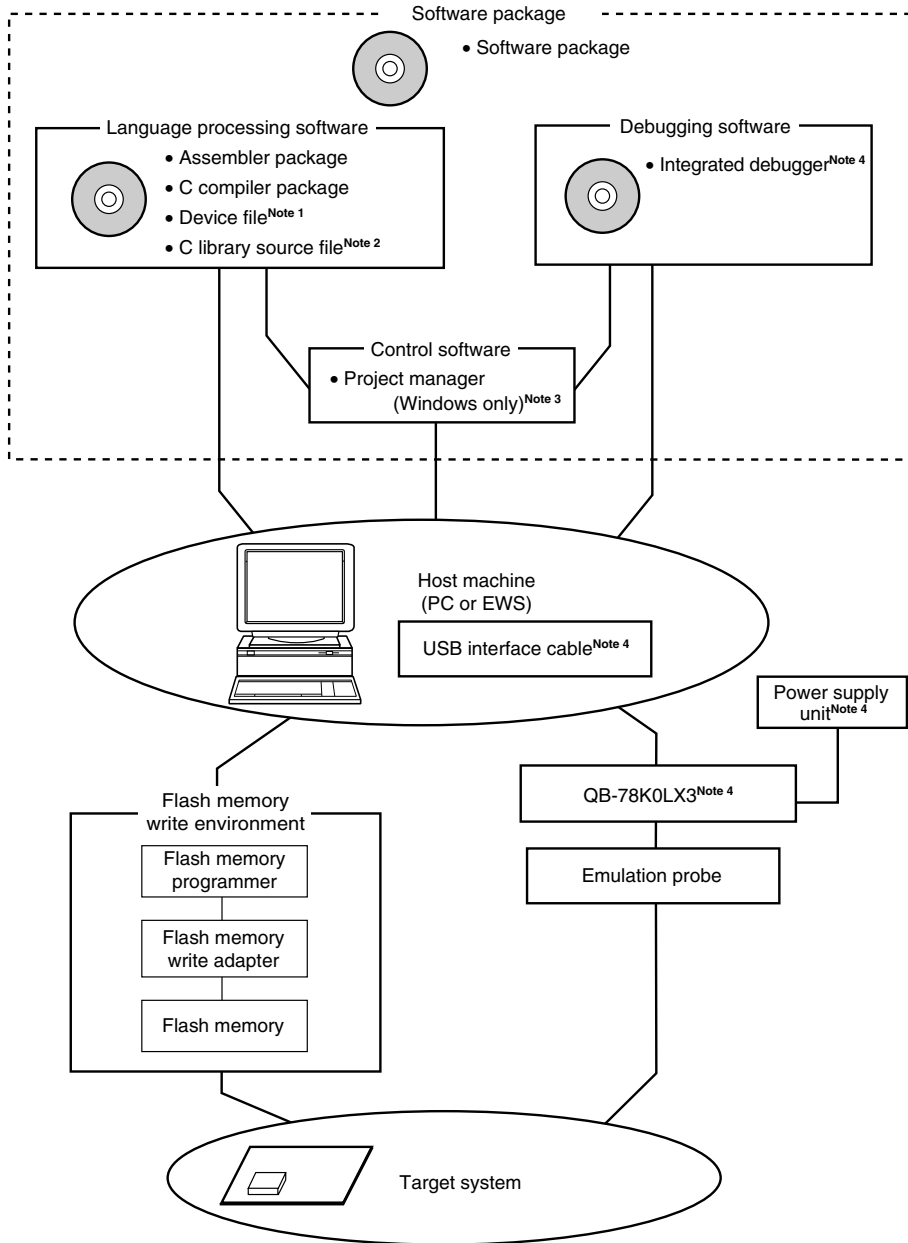 Software package
• Software package
Language processing software
• Assembler package
• C compiler package
• Device fileNote 1
• C library source fileNote 2
Debugging software
• Integrated debuggerNote 4
Control software
• Project manager
(Windows only)Note 3
Host machine
(PC or EWS)
USB interface cableNote 4
Power supply
unitNote 4
QB-78K0LX3Note 4
Emulation probe
Flash memory
write environment
Flash memory
programmer
Flash memory
write adapter
Flash memory
Target system